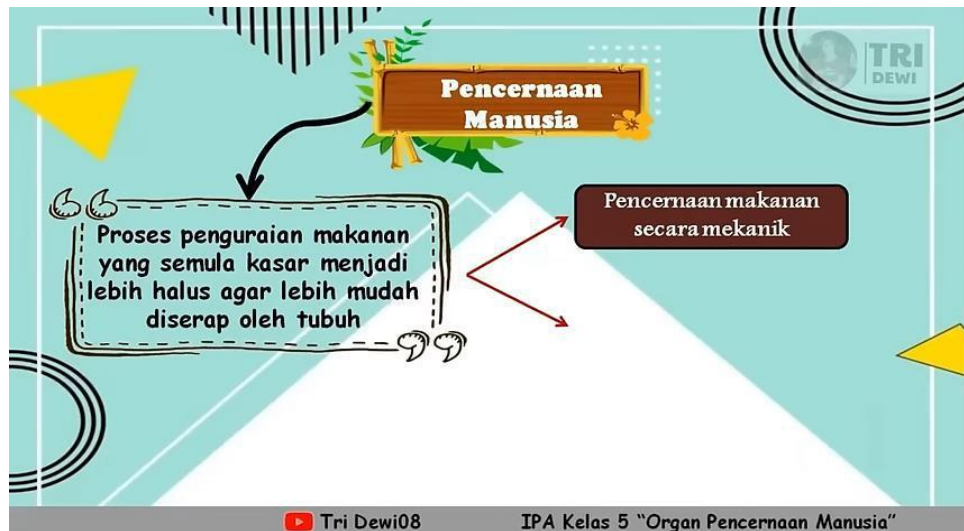 TRI
DEWI
Pencernaan
Manusia
Proses penguraian makanan
yang semula kasar menjadi
lebih halus agar lebih mudah
diserap oleh tubuh
Pencernaan makanan
secara mekanik
Tri Dewi08
IPA Kelas 5 “Organ Pencernaan Manusia”